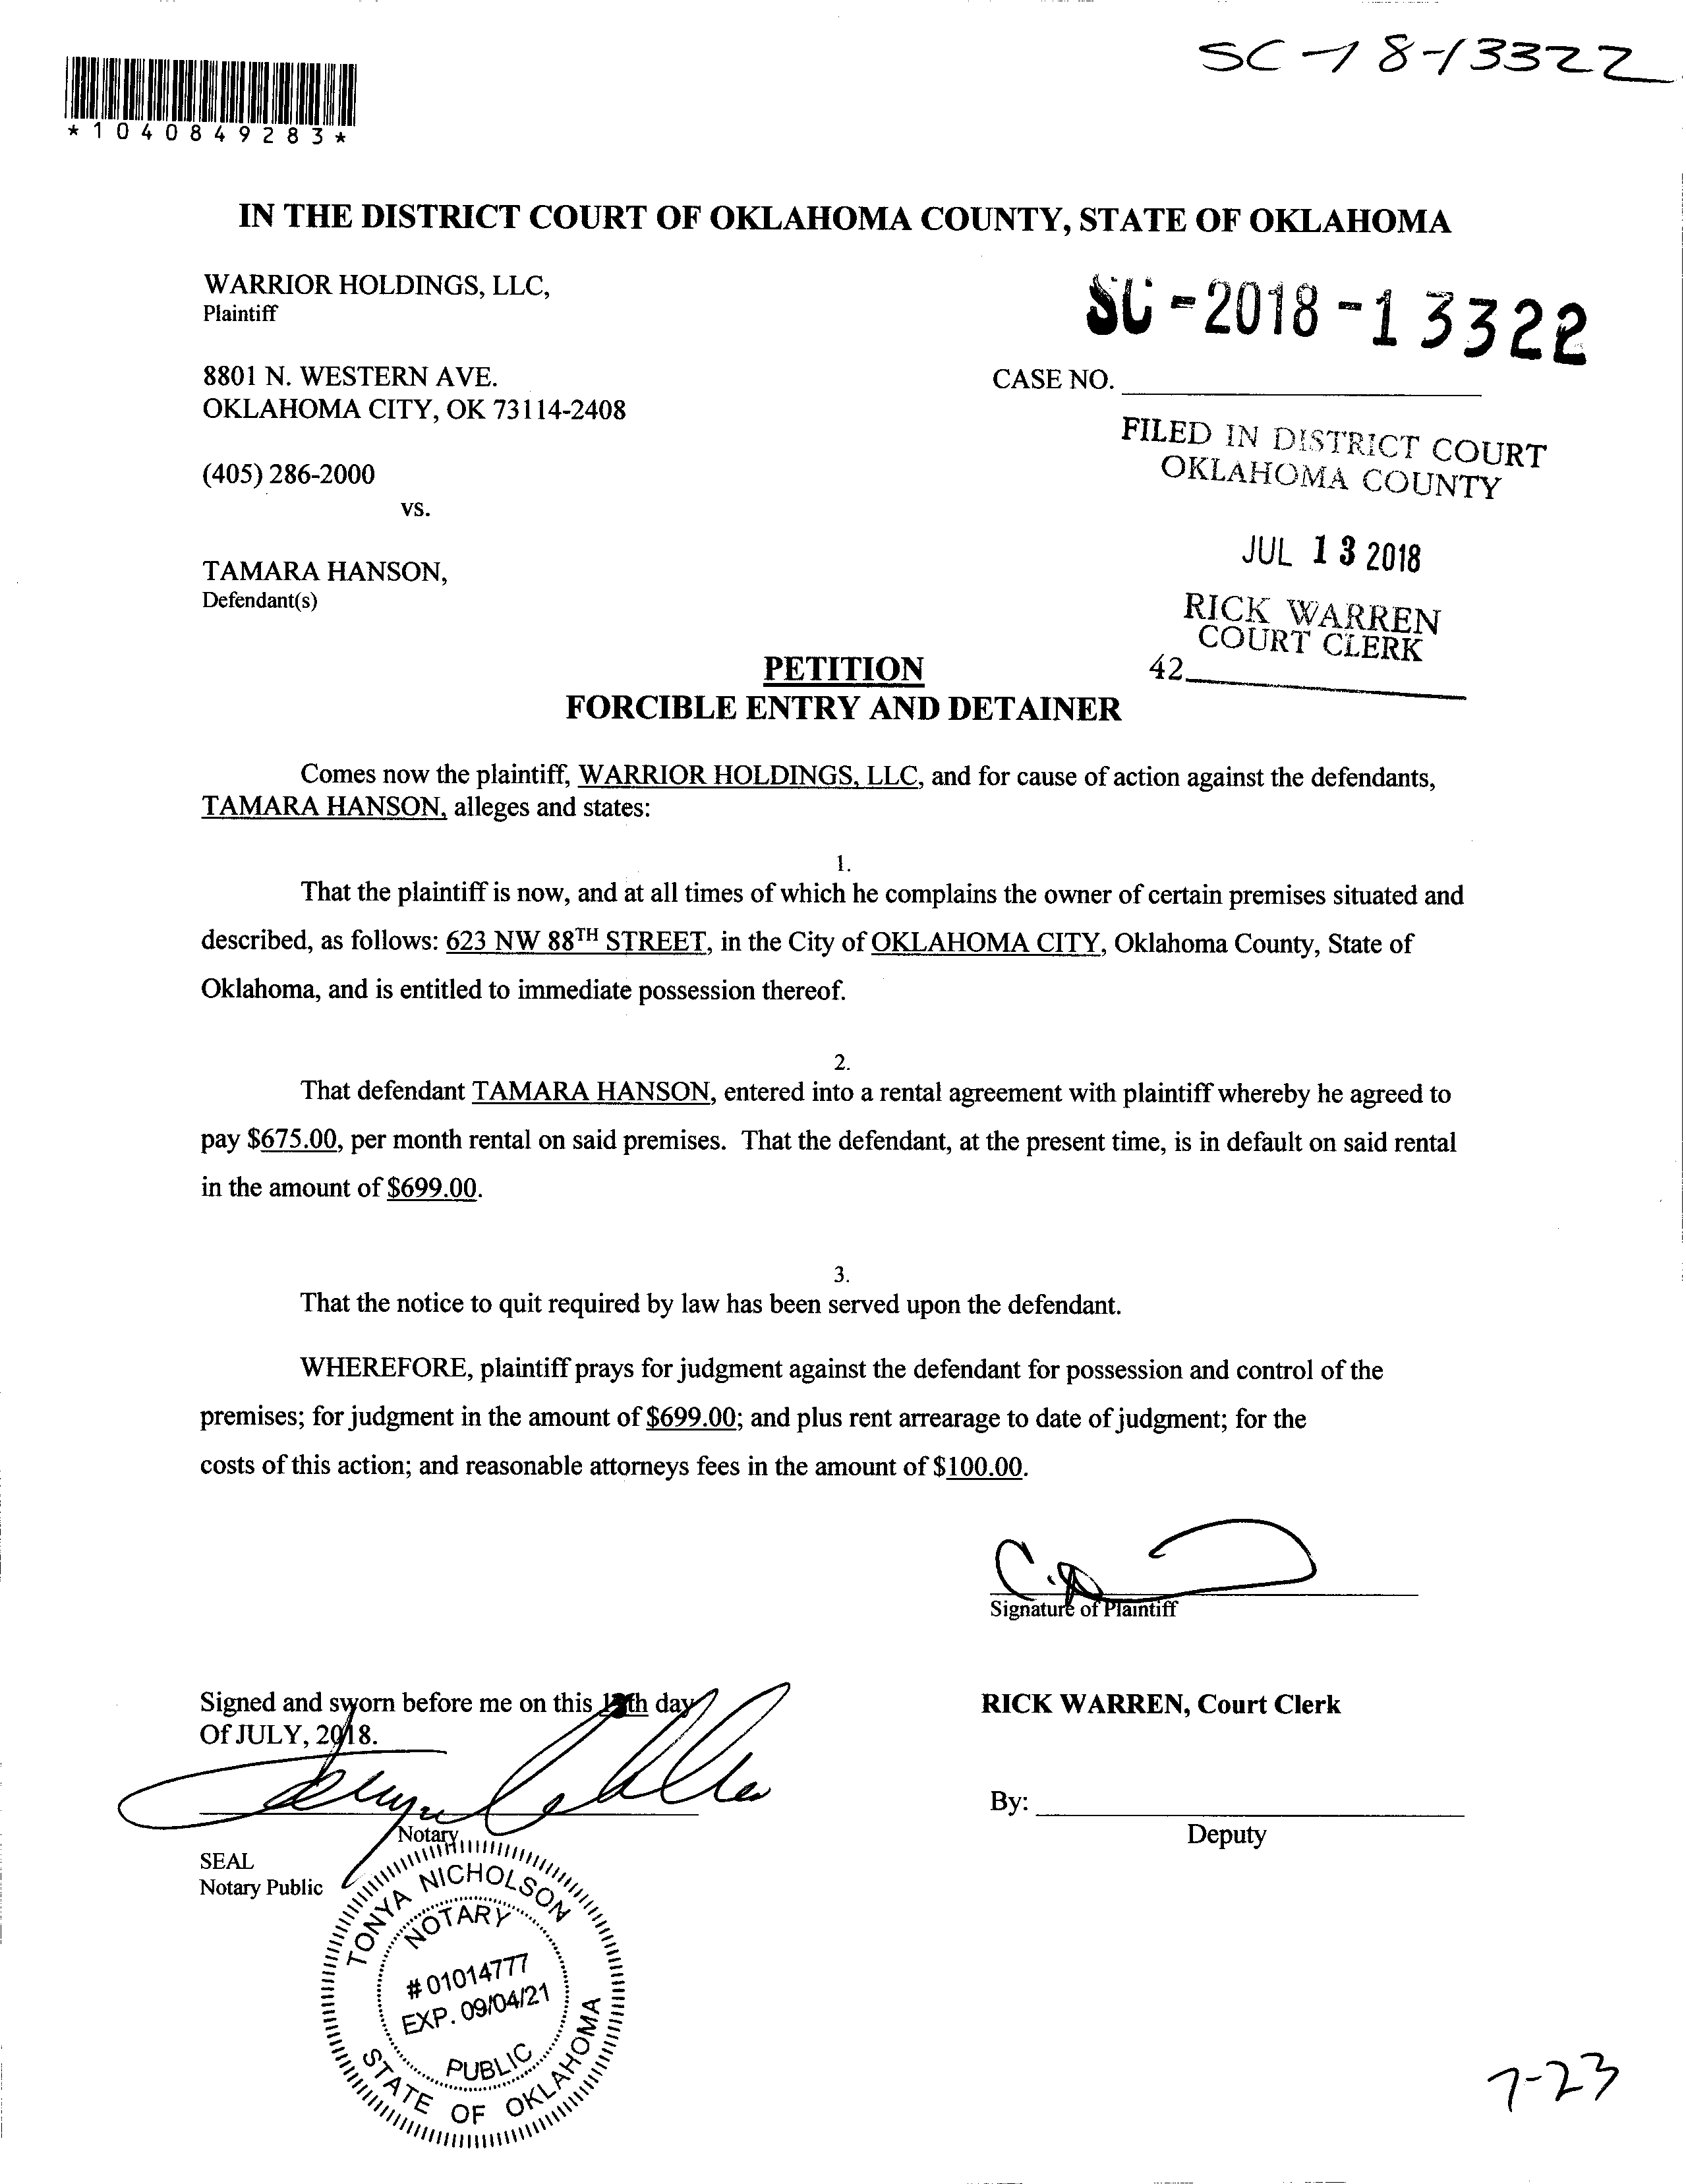 SC-18-13322
*1040849283*
IN THE DISTRICT COURT OF OKLAHOMA COUNTY, STATE OF OKLAHOMA
WARRIOR HOLDINGS, LLC,
Plaintiff
SC-2018-13322
8801 N. WESTERN AVE.
CASE NO.
OKLAHOMA CITY, OK 73114-2408
FILED IN DISTRICT COURT
OKLAHOMA COUNTY
(405) 286-2000
vs.
JUL 13 2018
TAMARA HANSON,
Defendant(s)
RICK WARREN
COURT CLERK
42
PETITION
FORCIBLE ENTRY AND DETAINER
Comes now the plaintiff, WARRIOR HOLDINGS, LLC, and for cause of action against the defendants,
TAMARA HANSON, alleges and states:
1.
That the plaintiff is now, and at all times of which he complains the owner of certain premises situated and
described, as follows: 623 NW 88TH STREET, in the City of OKLAHOMA CITY, Oklahoma County, State of
Oklahoma, and is entitled to immediate possession thereof.
2.
That defendant TAMARA HANSON, entered into a rental agreement with plaintiff whereby he agreed to
pay $675.00, per month rental on said premises. That the defendant, at the present time, is in default on said rental
in the amount of $699.00.
3.
That the notice to quit required by law has been served upon the defendant.
WHEREFORE, plaintiff prays for judgment against the defendant for possession and control of the
premises; for judgment in the amount of $699.00; and plus rent arrearage to date of judgment; for the
costs of this action; and reasonable attorneys fees in the amount of $100.00.
Signature of Plaintiff
Signed and sworn before me on this day
Of JULY, 2018.
RICK WARREN, Court Clerk
By:
Deputy
Notary
SEAL
Notary Public
TONYA NICHOLSON
NOTARY
#01014777
EXP. 09/04/21
PUBLIC
STATE OF OKLAHOMA
7-23